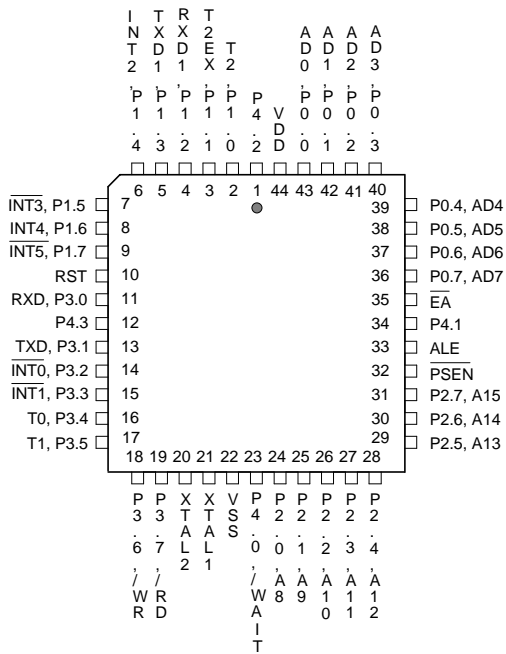 INT2, P1.4
TXD1, P1.3
RXD1, P1.2
T2EX, P1.1
T2, P1.0
P4.2
VDD
AD0, P0.0
AD1, P0.1
AD2, P0.2
AD3, P0.3
6 5 4 3 2 1 44 43 42 41 40
INT3, P1.5 7
INT4, P1.6 8
INT5, P1.7 9
RST 10
RXD, P3.0 11
P4.3 12
TXD, P3.1 13
INT0, P3.2 14
INT1, P3.3 15
T0, P3.4 16
T1, P3.5 17
39 P0.4, AD4
38 P0.5, AD5
37 P0.6, AD6
36 P0.7, AD7
35 EA
34 P4.1
33 ALE
32 PSEN
31 P2.7, A15
30 P2.6, A14
29 P2.5, A13
18 19 20 21 22 23 24 25 26 27 28
P3.6, /WR
P3.7, /RD
XTAL2
XTAL1
VSS
P4.0, /WAIT
P2.0, A8
P2.1, A9
P2.2, A10
P2.3, A11
P2.4, A12